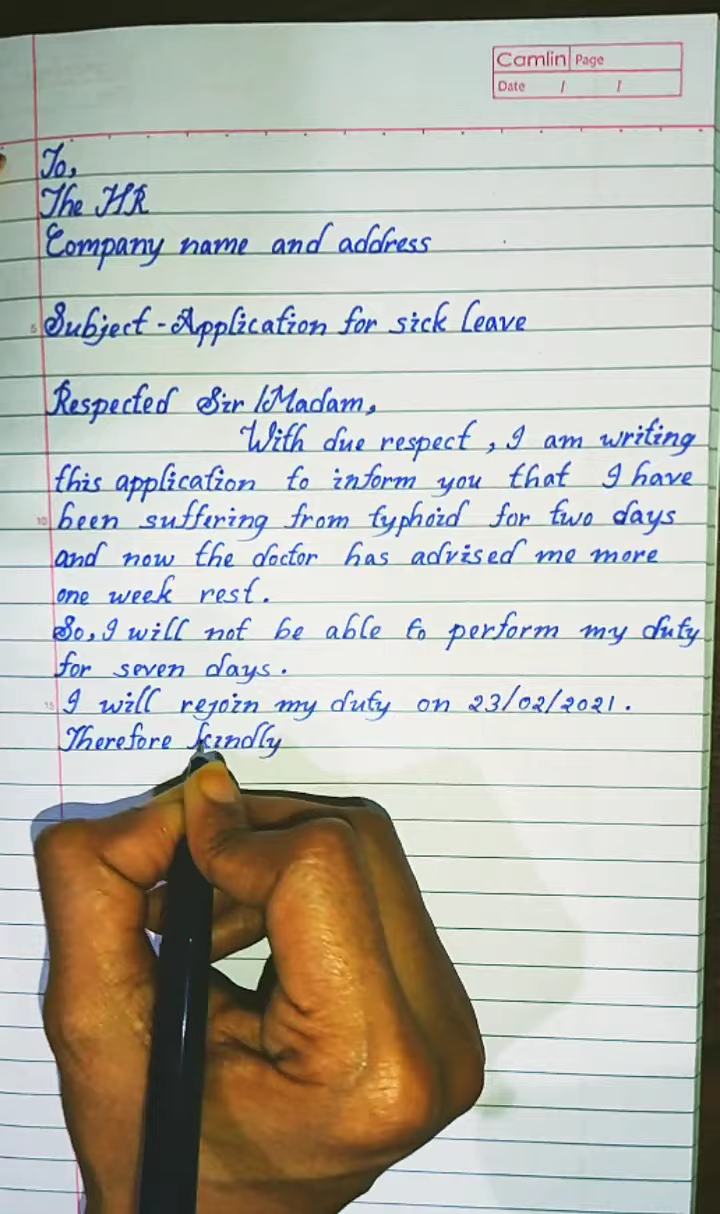 Camlin Page
Date / /
To,
The HR
Company name and address
5 Subject - Application for sick leave
Respected Sir/Madam,
With due respect, I am writing
this application to inform you that I have
10 been suffering from typhoid for two days
and now the doctor has advised me more
one week rest.
So, I will not be able to perform my duty
for seven days.
15 I will rejoin my duty on 23/02/2021.
Therefore kindly